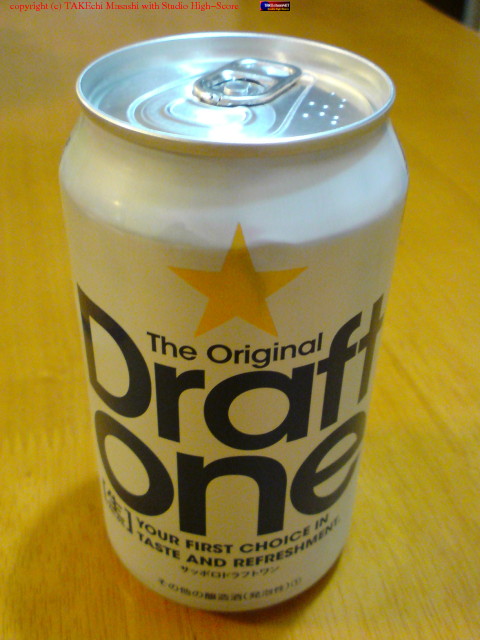 copyright (c) TAKEchi Masashi with Studio High-Score
The Original
Draft
one
YOUR FIRST CHOICE IN
TASTE AND REFRESHMENT.
サッポロドラフトワン
その他の醸造酒(発泡性)①